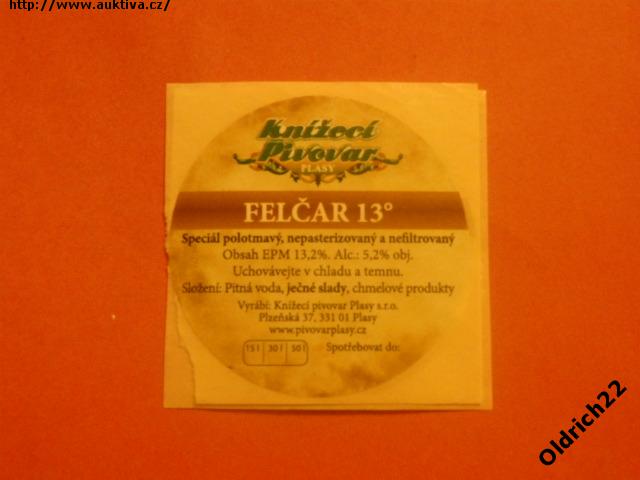 http://www.auktiva.cz/
Knížecí
Pivovar
PLASY
FELČAR 13°
Speciál polotmavý, nepasterizovaný a nefiltrovaný
Obsah EPM 13,2%. Alc.: 5,2% obj.
Uchovávejte v chladu a temnu.
Složení: Pitná voda, ječné slady, chmelové produkty
Vyrábí: Knížecí pivovar Plasy s.r.o.
Plzeňská 37, 331 01 Plasy
www.pivovarplasy.cz
15 l 30 l 50 l Spotřebovat do:
Oldrich22